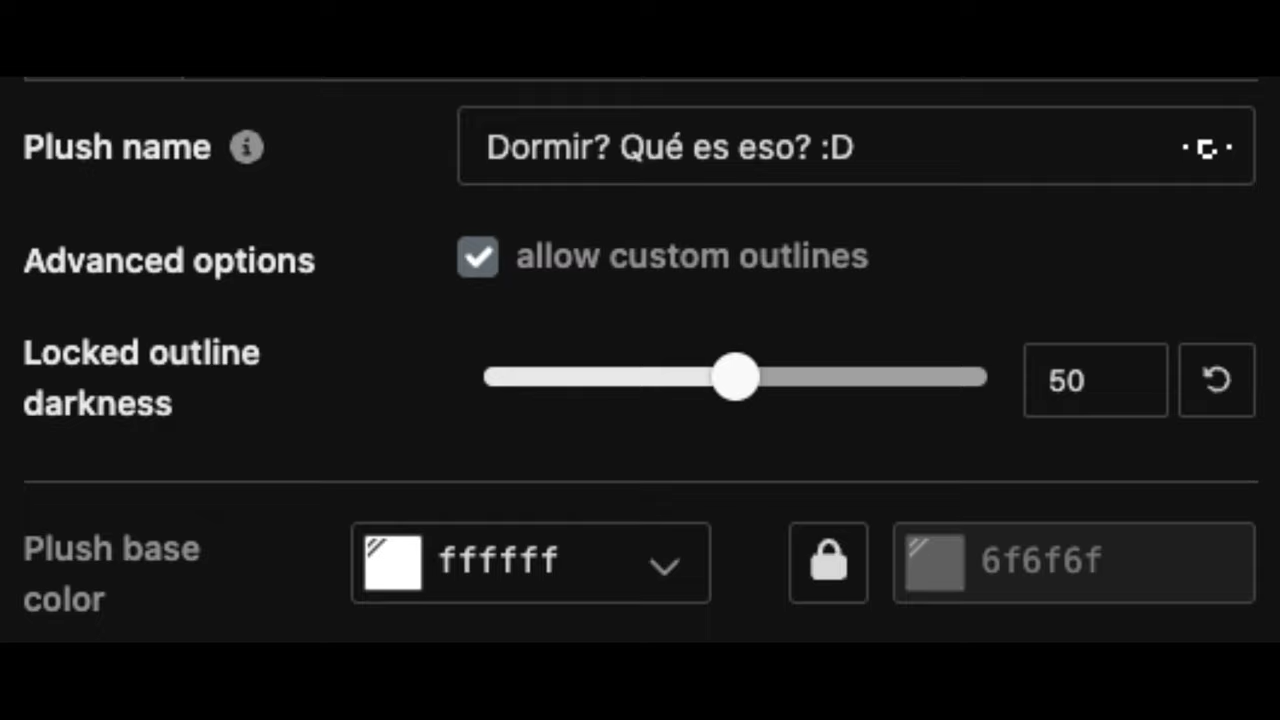 Plush name
Dormir? Qué es eso? :D
Advanced options
allow custom outlines
Locked outline
darkness
50
Plush base
color
ffffff
6f6f6f